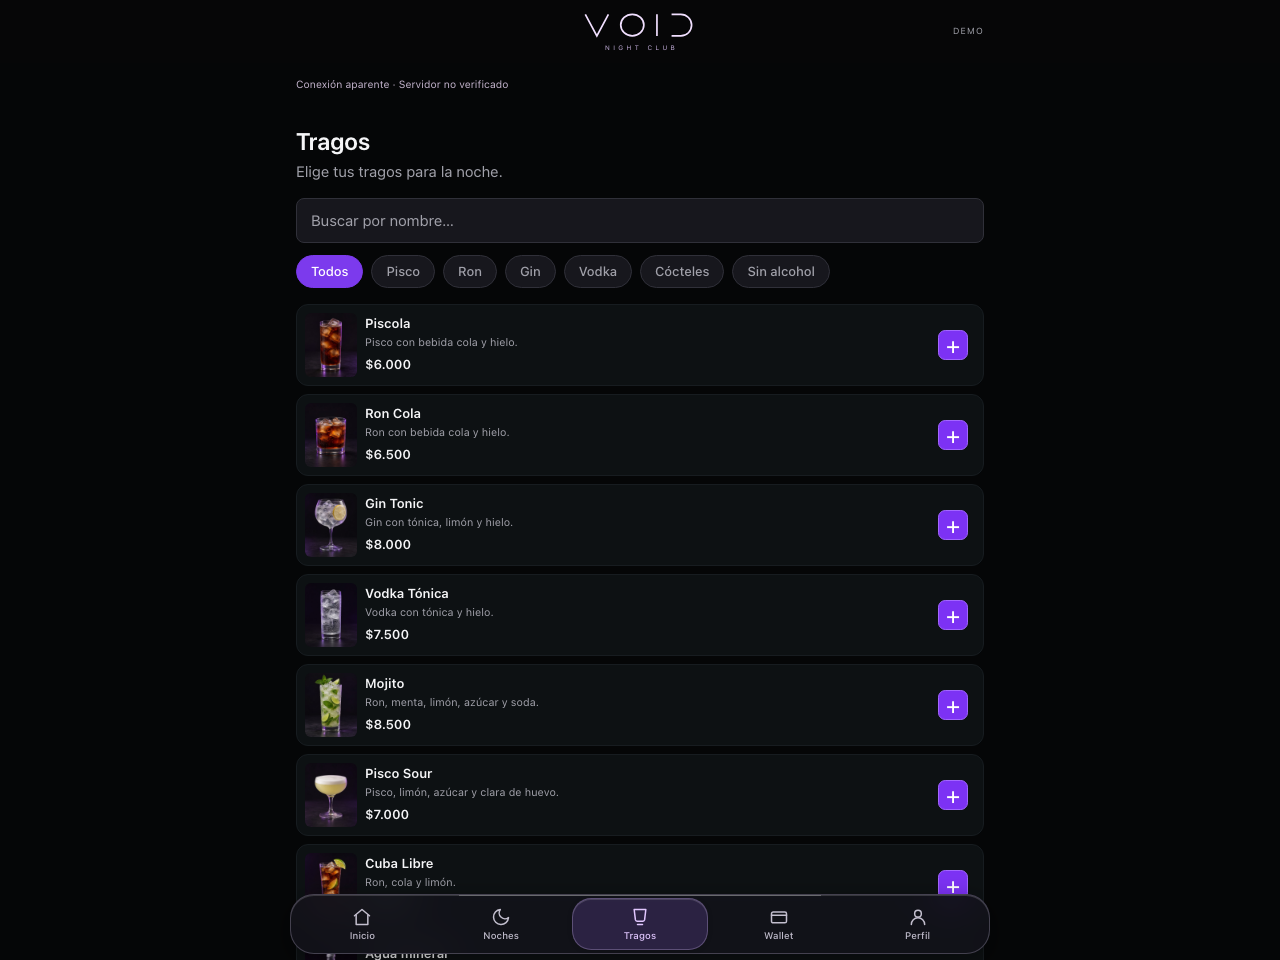 VOID
NIGHT CLUB
DEMO
Conexión aparente · Servidor no verificado
Tragos
Elige tus tragos para la noche.
Buscar por nombre...
Todos
Pisco
Ron
Gin
Vodka
Cócteles
Sin alcohol
Piscola
Pisco con bebida cola y hielo.
$6.000
Ron Cola
Ron con bebida cola y hielo.
$6.500
Gin Tonic
Gin con tónica, limón y hielo.
$8.000
Vodka Tónica
Vodka con tónica y hielo.
$7.500
Mojito
Ron, menta, limón, azúcar y soda.
$8.500
Pisco Sour
Pisco, limón, azúcar y clara de huevo.
$7.000
Cuba Libre
Ron, cola y limón.
Inicio
Noches
Tragos
Wallet
Perfil
Agua mineral